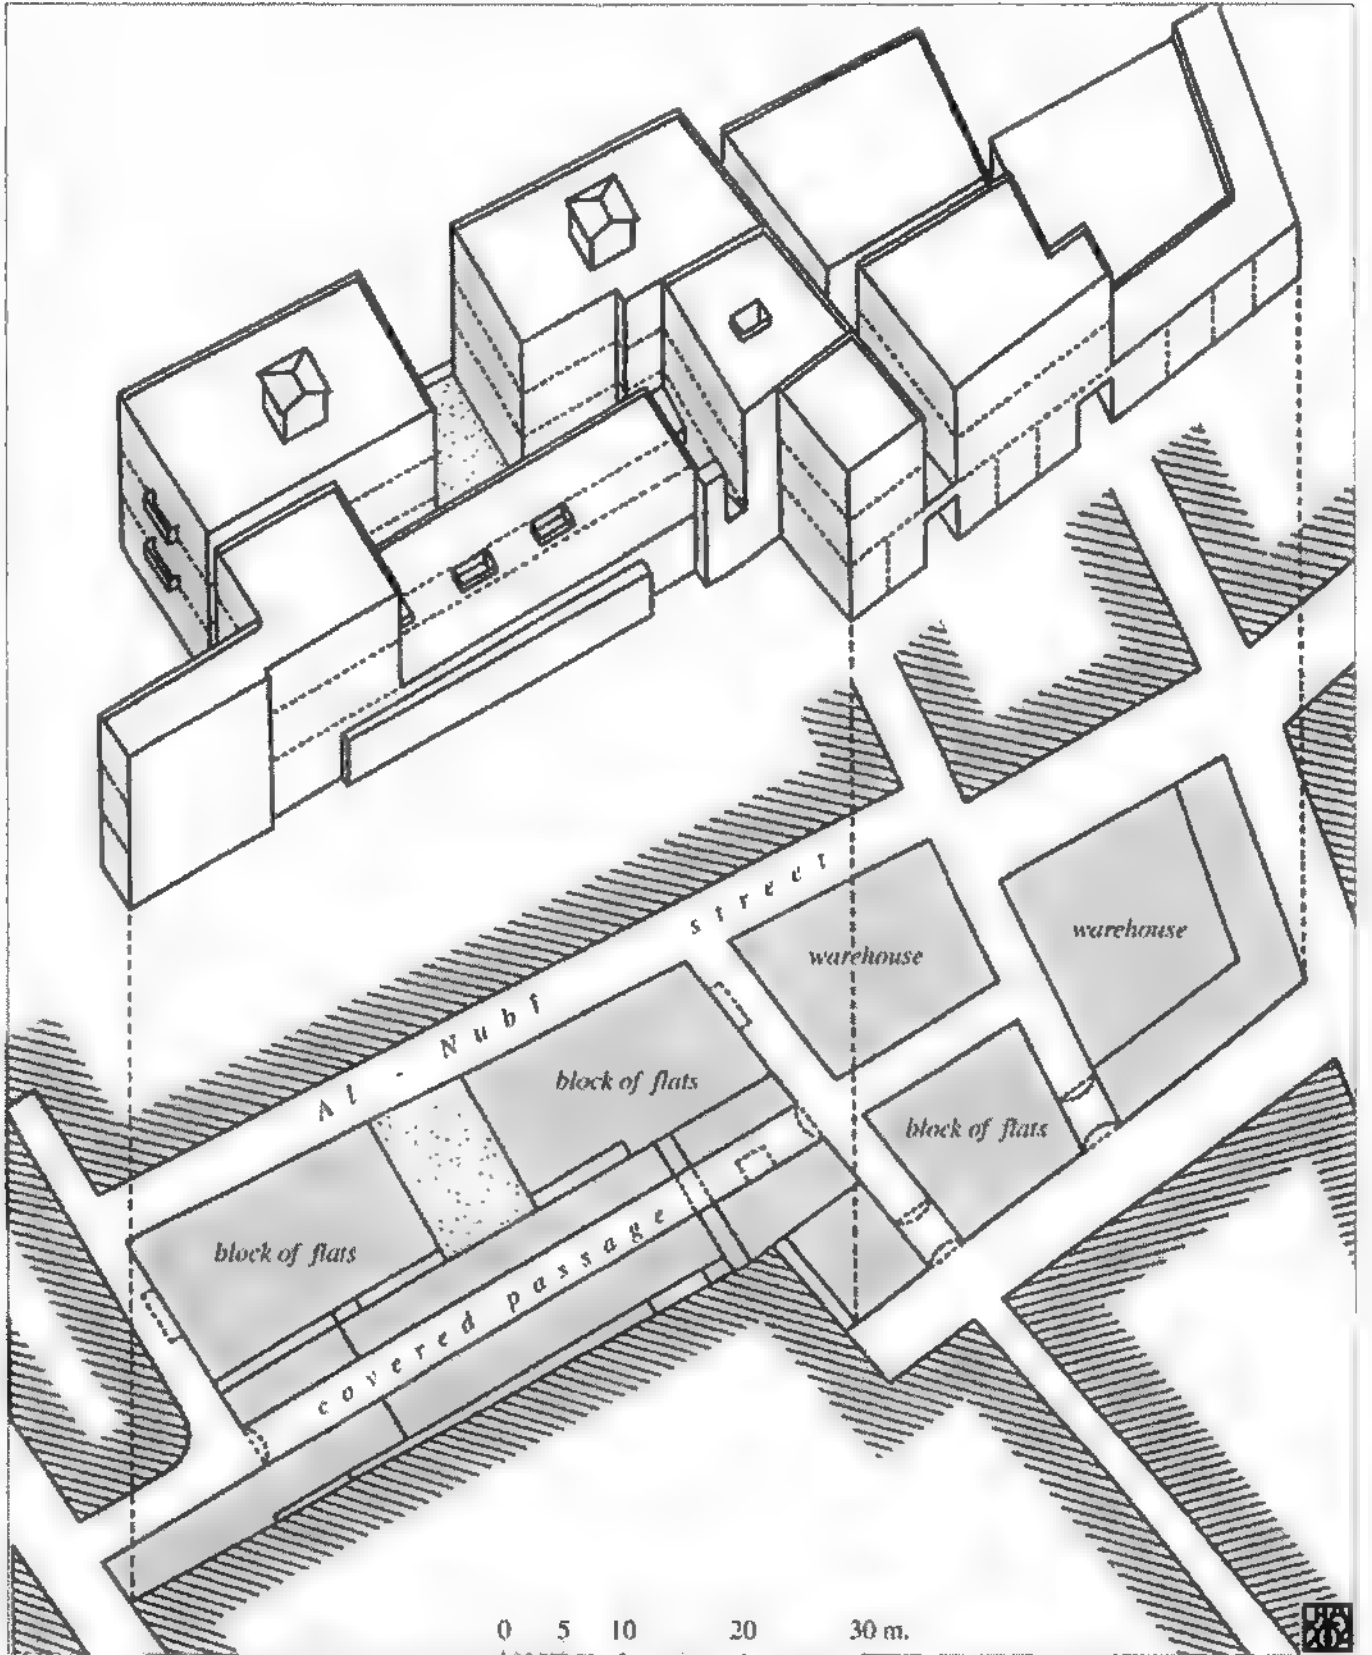 street
warehouse
warehouse
Al - Nubi
block of flats
block of flats
block of flats
covered passage
0 5 10 20 30 m.